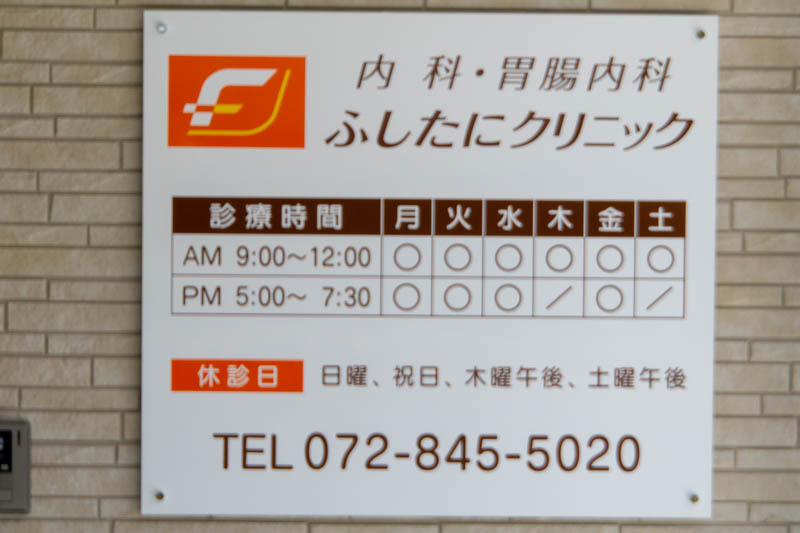 内科・胃腸内科
ふしたにクリニック
診療時間 月 火 水 木 金 土
AM 9:00～12:00 ○ ○ ○ ○ ○ ○
PM 5:00～ 7:30 ○ ○ ○ ／ ○ ／
休診日 日曜、祝日、木曜午後、土曜午後
TEL 072-845-5020